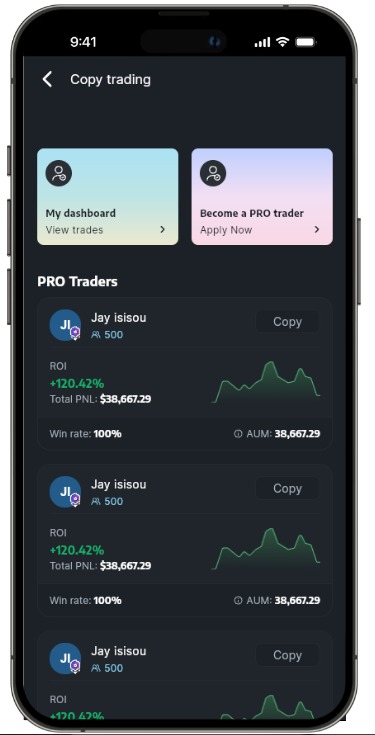 9:41
Copy trading
My dashboard
View trades
Become a PRO trader
Apply Now
PRO Traders
JI
Jay isisou
500
Copy
ROI
+120.42%
Total PNL: $38,667.29
Win rate: 100%
AUM: 38,667.29
JI
Jay isisou
500
Copy
ROI
+120.42%
Total PNL: $38,667.29
Win rate: 100%
AUM: 38,667.29
JI
Jay isisou
500
Copy
ROI
+120.42%